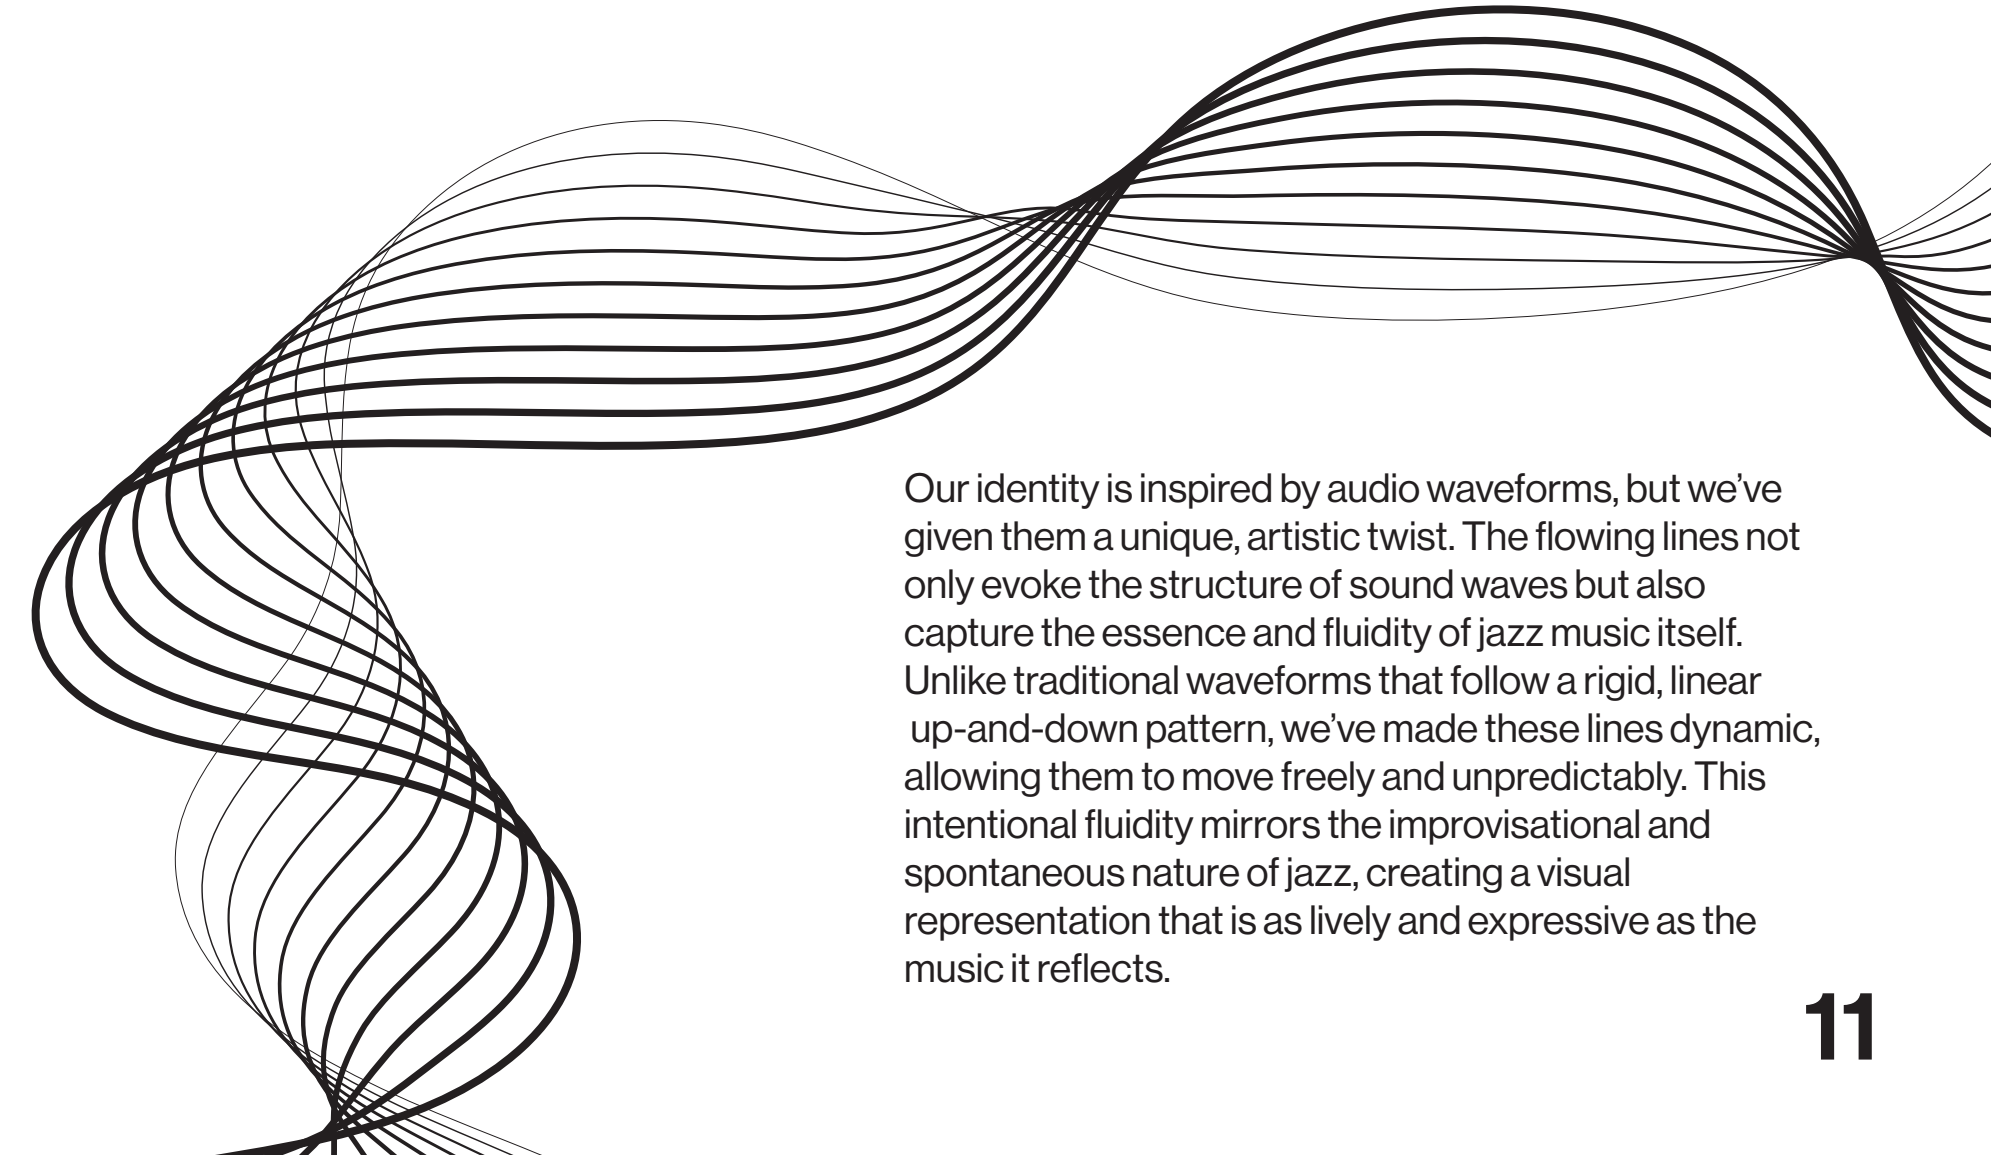 Our identity is inspired by audio waveforms, but we’ve
given them a unique, artistic twist. The flowing lines not
only evoke the structure of sound waves but also
capture the essence and fluidity of jazz music itself.
Unlike traditional waveforms that follow a rigid, linear
up-and-down pattern, we’ve made these lines dynamic,
allowing them to move freely and unpredictably. This
intentional fluidity mirrors the improvisational and
spontaneous nature of jazz, creating a visual
representation that is as lively and expressive as the
music it reflects.
11